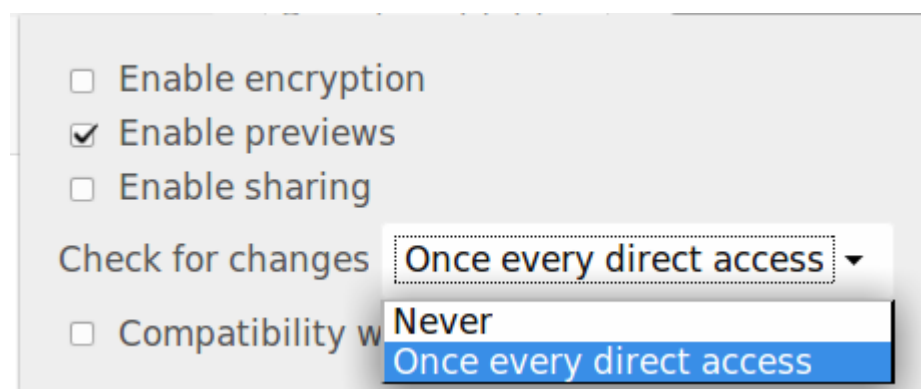 Enable encryption
Enable previews
Enable sharing
Check for changes Once every direct access
Never
Compatibility w
Once every direct access